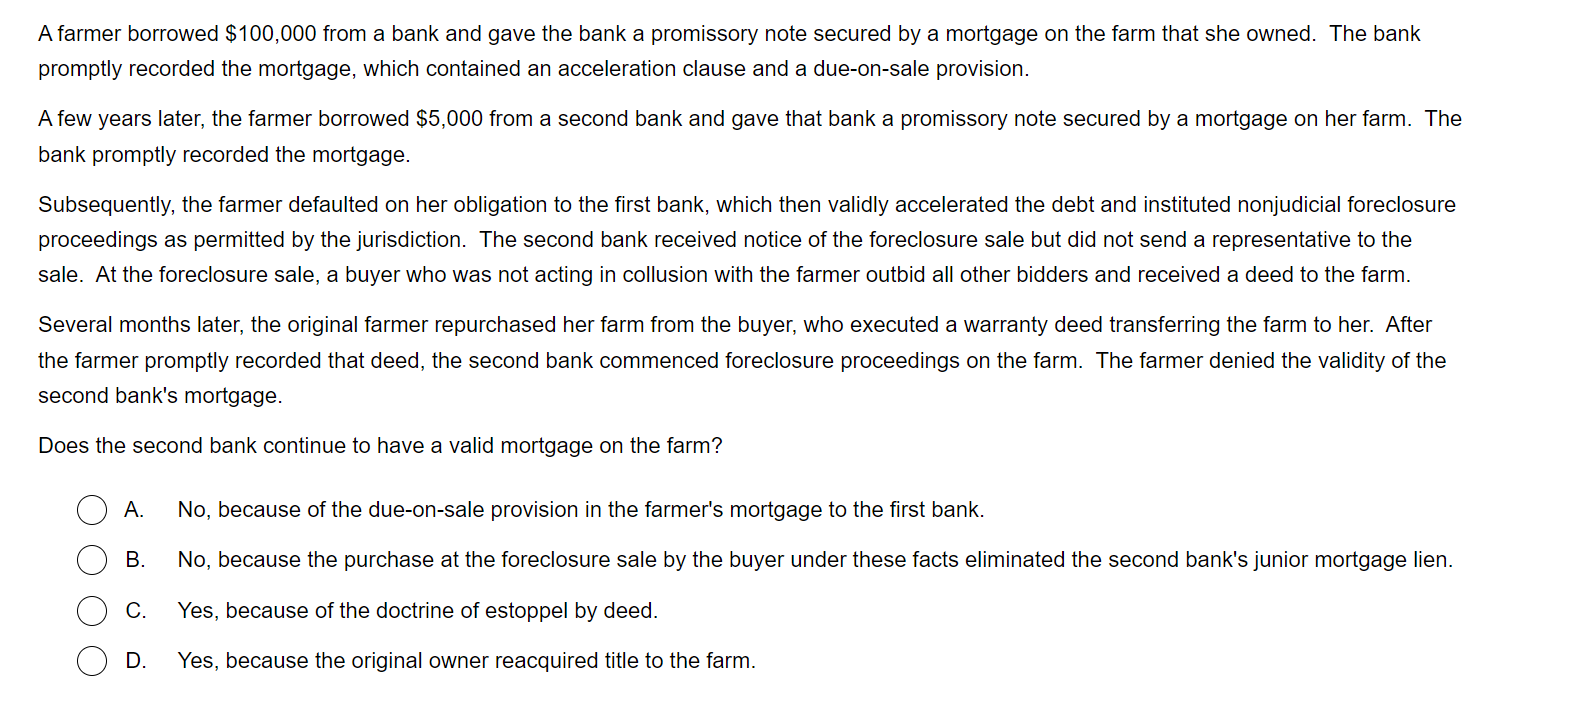 A farmer borrowed $100,000 from a bank and gave the bank a promissory note secured by a mortgage on the farm that she owned.  The bank
promptly recorded the mortgage, which contained an acceleration clause and a due-on-sale provision.
A few years later, the farmer borrowed $5,000 from a second bank and gave that bank a promissory note secured by a mortgage on her farm.  The
bank promptly recorded the mortgage.
Subsequently, the farmer defaulted on her obligation to the first bank, which then validly accelerated the debt and instituted nonjudicial foreclosure
proceedings as permitted by the jurisdiction.  The second bank received notice of the foreclosure sale but did not send a representative to the
sale.  At the foreclosure sale, a buyer who was not acting in collusion with the farmer outbid all other bidders and received a deed to the farm.
Several months later, the original farmer repurchased her farm from the buyer, who executed a warranty deed transferring the farm to her.  After
the farmer promptly recorded that deed, the second bank commenced foreclosure proceedings on the farm.  The farmer denied the validity of the
second bank's mortgage.
Does the second bank continue to have a valid mortgage on the farm?
A. No, because of the due-on-sale provision in the farmer's mortgage to the first bank.
B. No, because the purchase at the foreclosure sale by the buyer under these facts eliminated the second bank's junior mortgage lien.
C. Yes, because of the doctrine of estoppel by deed.
D. Yes, because the original owner reacquired title to the farm.